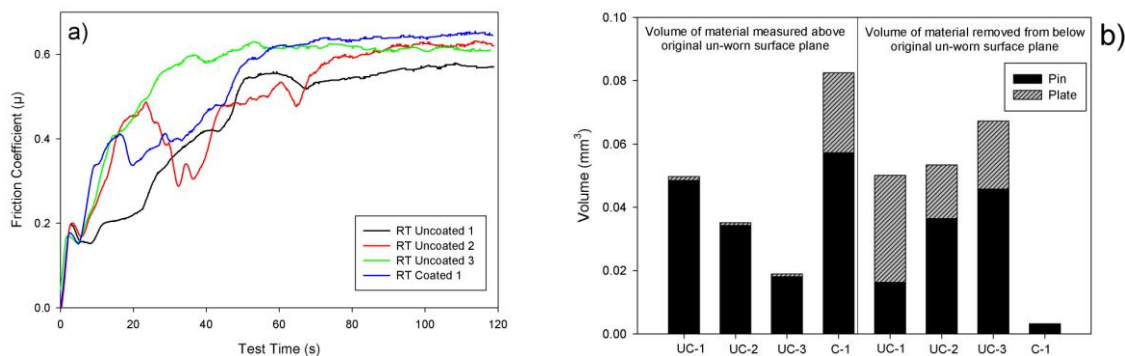 a)
Friction Coefficient (μ)
0.6
0.4
0.2
0.0
0 20 40 60 80 100 120
Test Time (s)
RT Uncoated 1
RT Uncoated 2
RT Uncoated 3
RT Coated 1
b)
Volume (mm³)
0.10
0.08
0.06
0.04
0.02
0.00
Volume of material measured above
original un-worn surface plane
Volume of material removed from below
original un-worn surface plane
Pin
Plate
UC-1 UC-2 UC-3 C-1 UC-1 UC-2 UC-3 C-1